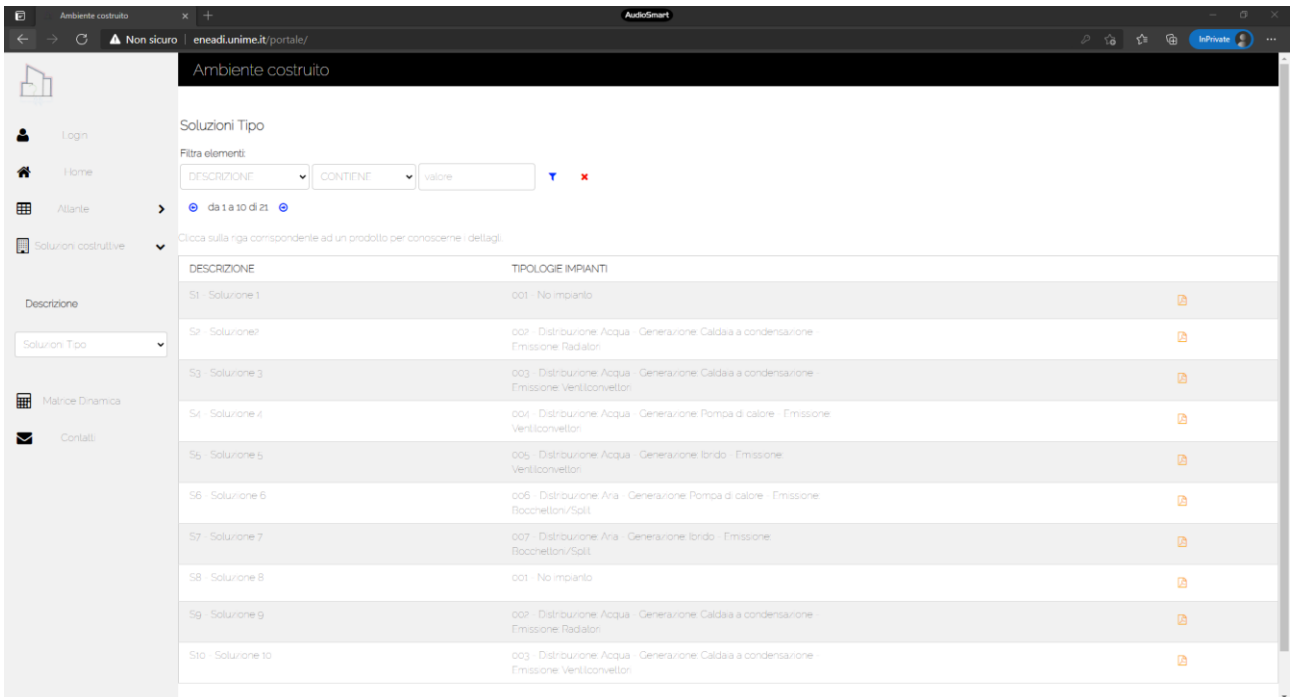 Ambiente costruito
AudioSmart
Non sicuro | eneadi.unime.it/portale/
InPrivate
Ambiente costruito
Login
Home
Atlante
Soluzioni costruttive
Descrizione
Soluzioni Tipo
Matrice Dinamica
Contatti
Soluzioni Tipo
Filtra elementi:
DESCRIZIONE CONTIENE valore
da 1 a 10 di 21
Clicca sulla riga corrispondente ad un prodotto per conoscerne i dettagli.
DESCRIZIONE TIPOLOGIE IMPIANTI
S1 - Soluzione 1 001 - No impianto
S2 - Soluzione2 002 - Distribuzione: Acqua - Generazione: Caldaia a condensazione -
Emissione: Radiatori
S3 - Soluzione 3 003 - Distribuzione: Acqua - Generazione: Caldaia a condensazione -
Emissione: Ventilconvettori
S4 - Soluzione 4 004 - Distribuzione: Acqua - Generazione: Pompa di calore - Emissione:
Ventilconvettori
S5 - Soluzione 5 005 - Distribuzione: Acqua - Generazione: Ibrido - Emissione:
Ventilconvettori
S6 - Soluzione 6 006 - Distribuzione: Aria - Generazione: Pompa di calore - Emissione:
Bocchelloni/Split
S7 - Soluzione 7 007 - Distribuzione: Aria - Generazione: Ibrido - Emissione:
Bocchelloni/Split
S8 - Soluzione 8 001 - No impianto
S9 - Soluzione 9 002 - Distribuzione: Acqua - Generazione: Caldaia a condensazione -
Emissione: Radiatori
S10 - Soluzione 10 003 - Distribuzione: Acqua - Generazione: Caldaia a condensazione -
Emissione: Ventilconvettori